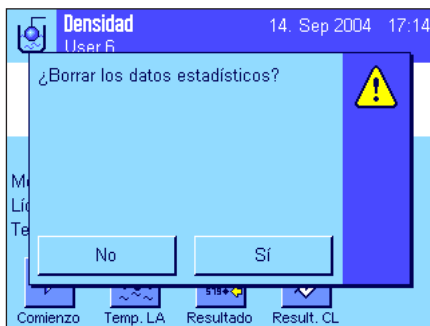 Densidad
14. Sep 2004 17:14
User 6
¿Borrar los datos estadísticos?
No
Sí
Comienzo
Temp. LA
Resultado
Result. CL